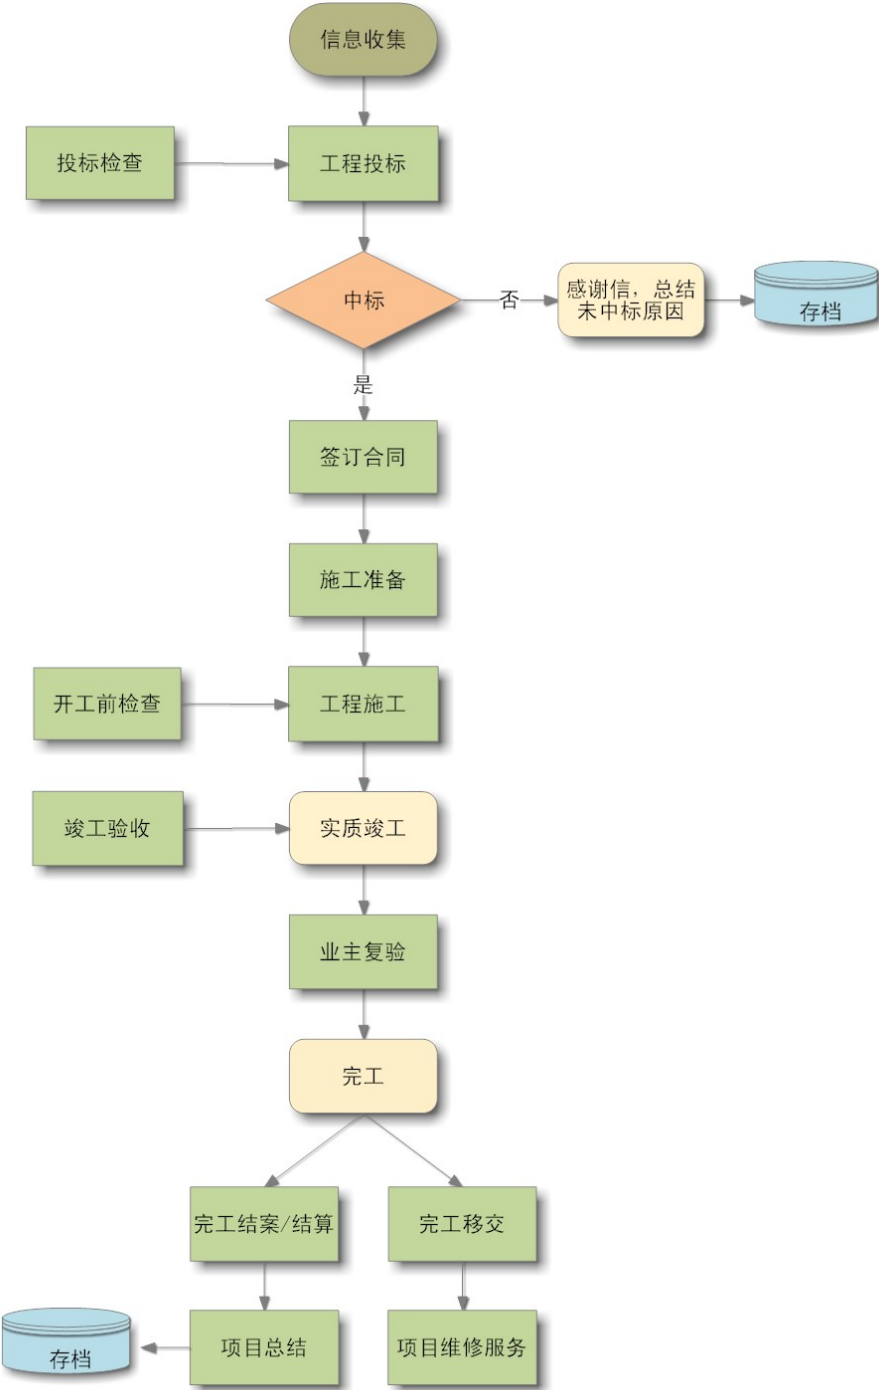 信息收集
投标检查
工程投标
中标
否
感谢信，总结
未中标原因
存档
是
签订合同
施工准备
开工前检查
工程施工
竣工验收
实质竣工
业主复验
完工
完工结案/结算
完工移交
存档
项目总结
项目维修服务